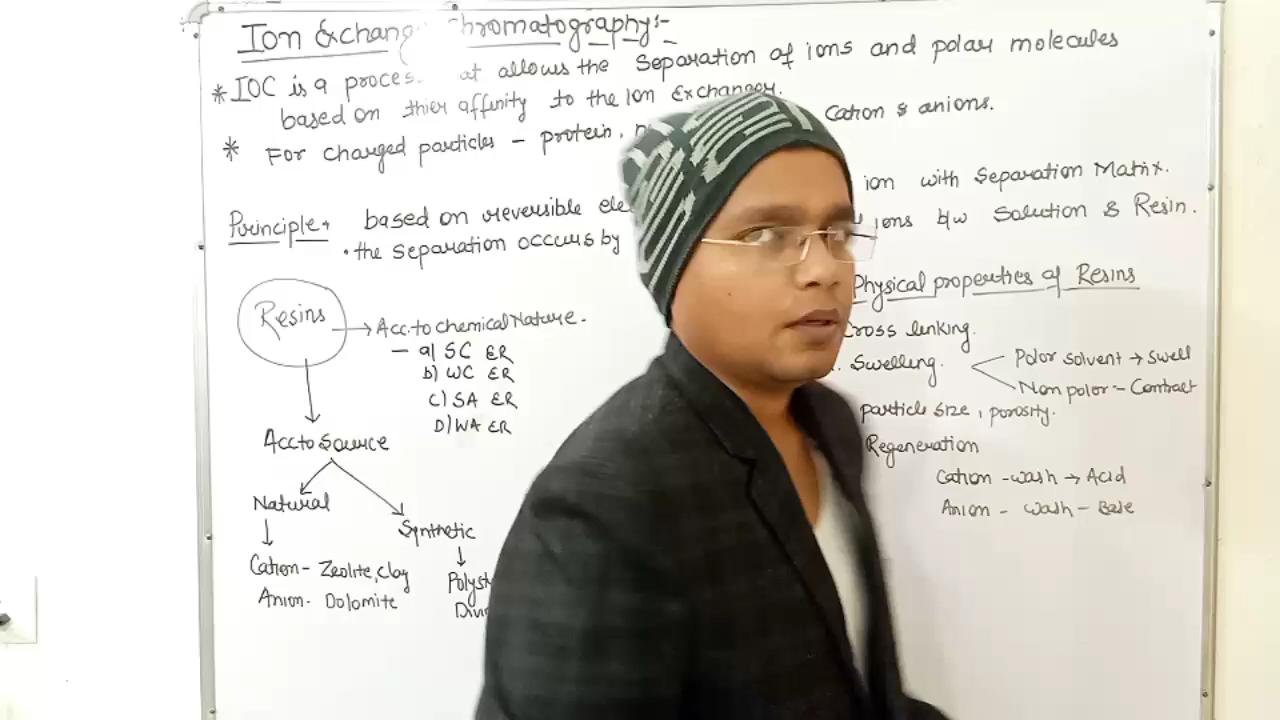 Ion Exchang hromatography:-
* IOC is a proces at allows the Separation of ions and polar molecules
based on thier affinity to the Ion Exchanger.
* For charged particles - protein, Cation & anions.
Principle→ based on reversible ele ion with Separation Matrix.
• the separation occurs by ions b/w Solution & Resin.
Resins
→ Acc. to chemical Nature.
- a) SC ER
b) WC ER
c) SA ER
D) WA ER
Acc to Source
Natural
Cation - Zeolite, Clay
Anion - Dolomite
Synthetic
Polyst
Physical properties of Resins
Cross linking.
Swelling.
Polor solvent → Swell
Non polor - Contract
particle size, porosity.
Regeneration
Cation - wash → Acid
Anion - wash - Base